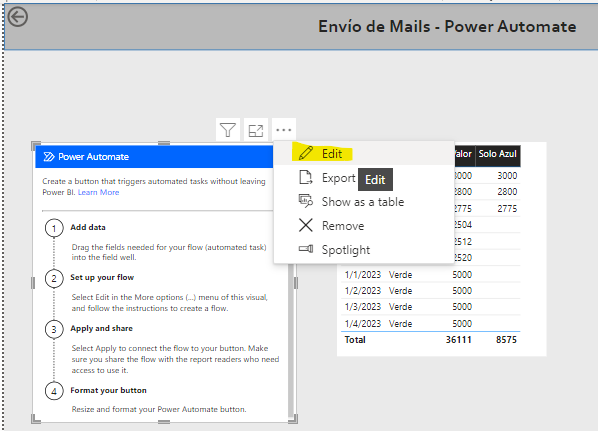 Envío de Mails - Power Automate
Power Automate
Create a button that triggers automated tasks without leaving
Power BI. Learn More
1 Add data
Drag the fields needed for your flow (automated task)
into the field well.
2 Set up your flow
Select Edit in the More options (...) menu of this visual,
and follow the instructions to create a flow.
3 Apply and share
Select Apply to connect the flow to your button. Make
sure you share the flow with the report readers who need
access to use it.
4 Format your button
Resize and format your Power Automate button.
Edit
Export
Edit
Show as a table
Remove
Spotlight
Valor Solo Azul
3000 3000
2800 2800
2775 2775
2504
2512
2520
1/1/2023 Verde 5000
1/2/2023 Verde 5000
1/3/2023 Verde 5000
1/4/2023 Verde 5000
Total 36111 8575